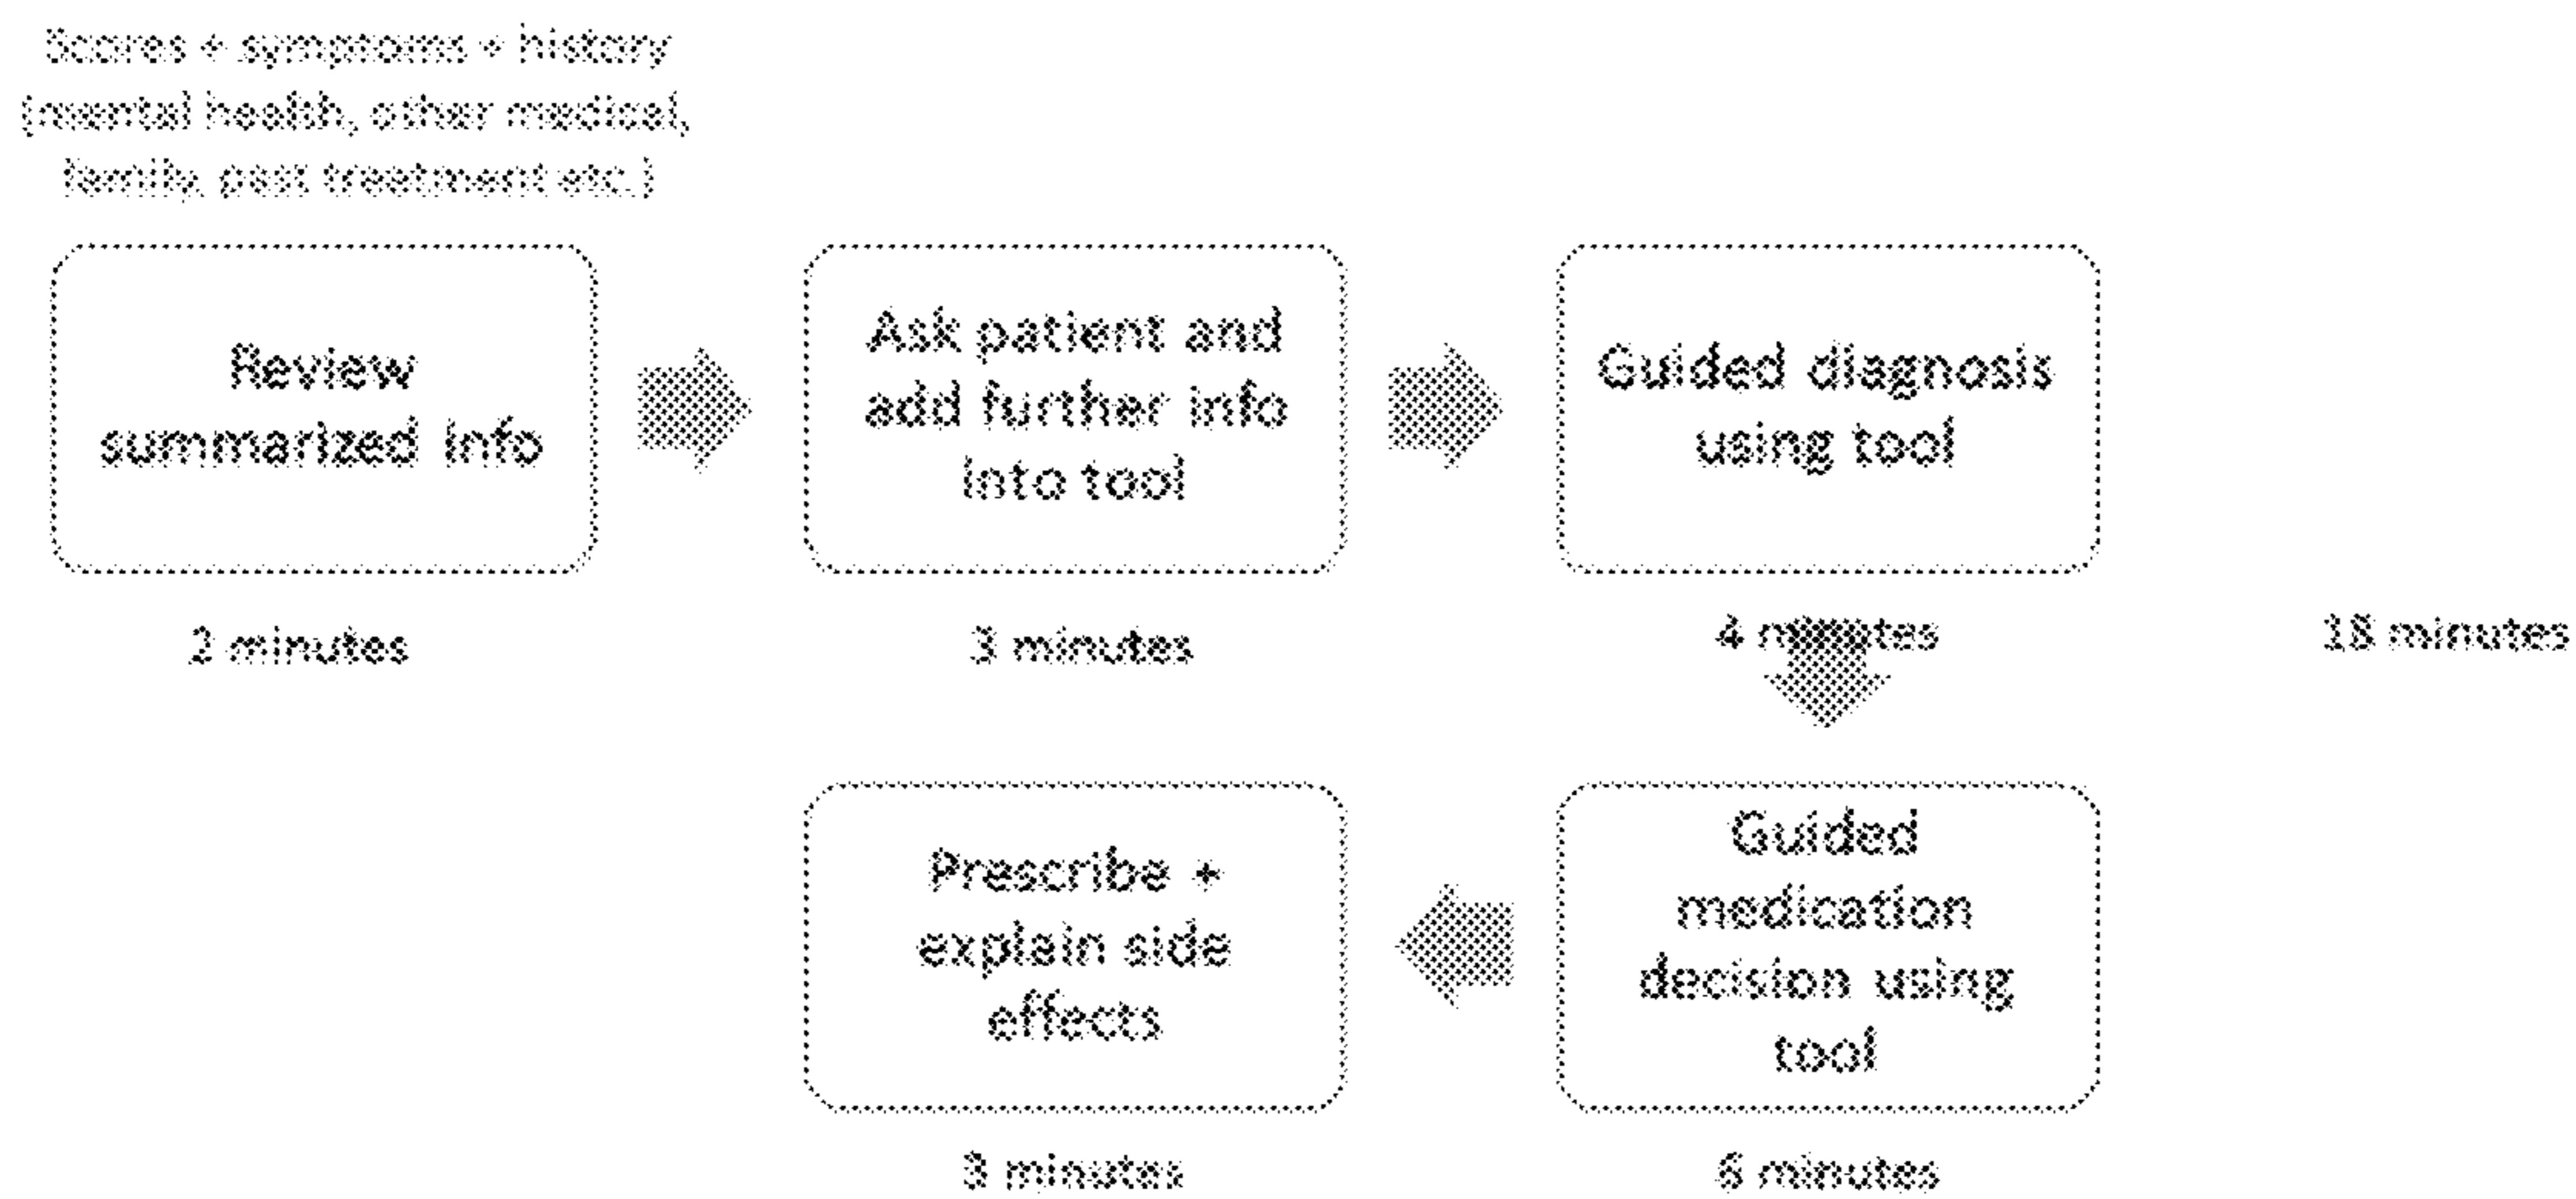 Scores + symptoms + history
(mental health, other medical,
family, past treatment etc.)
Review
summarized info
2 minutes
Ask patient and
add further info
into tool
3 minutes
Guided diagnosis
using tool
4 minutes
18 minutes
Guided
medication
decision using
tool
6 minutes
Prescribe +
explain side
effects
3 minutes